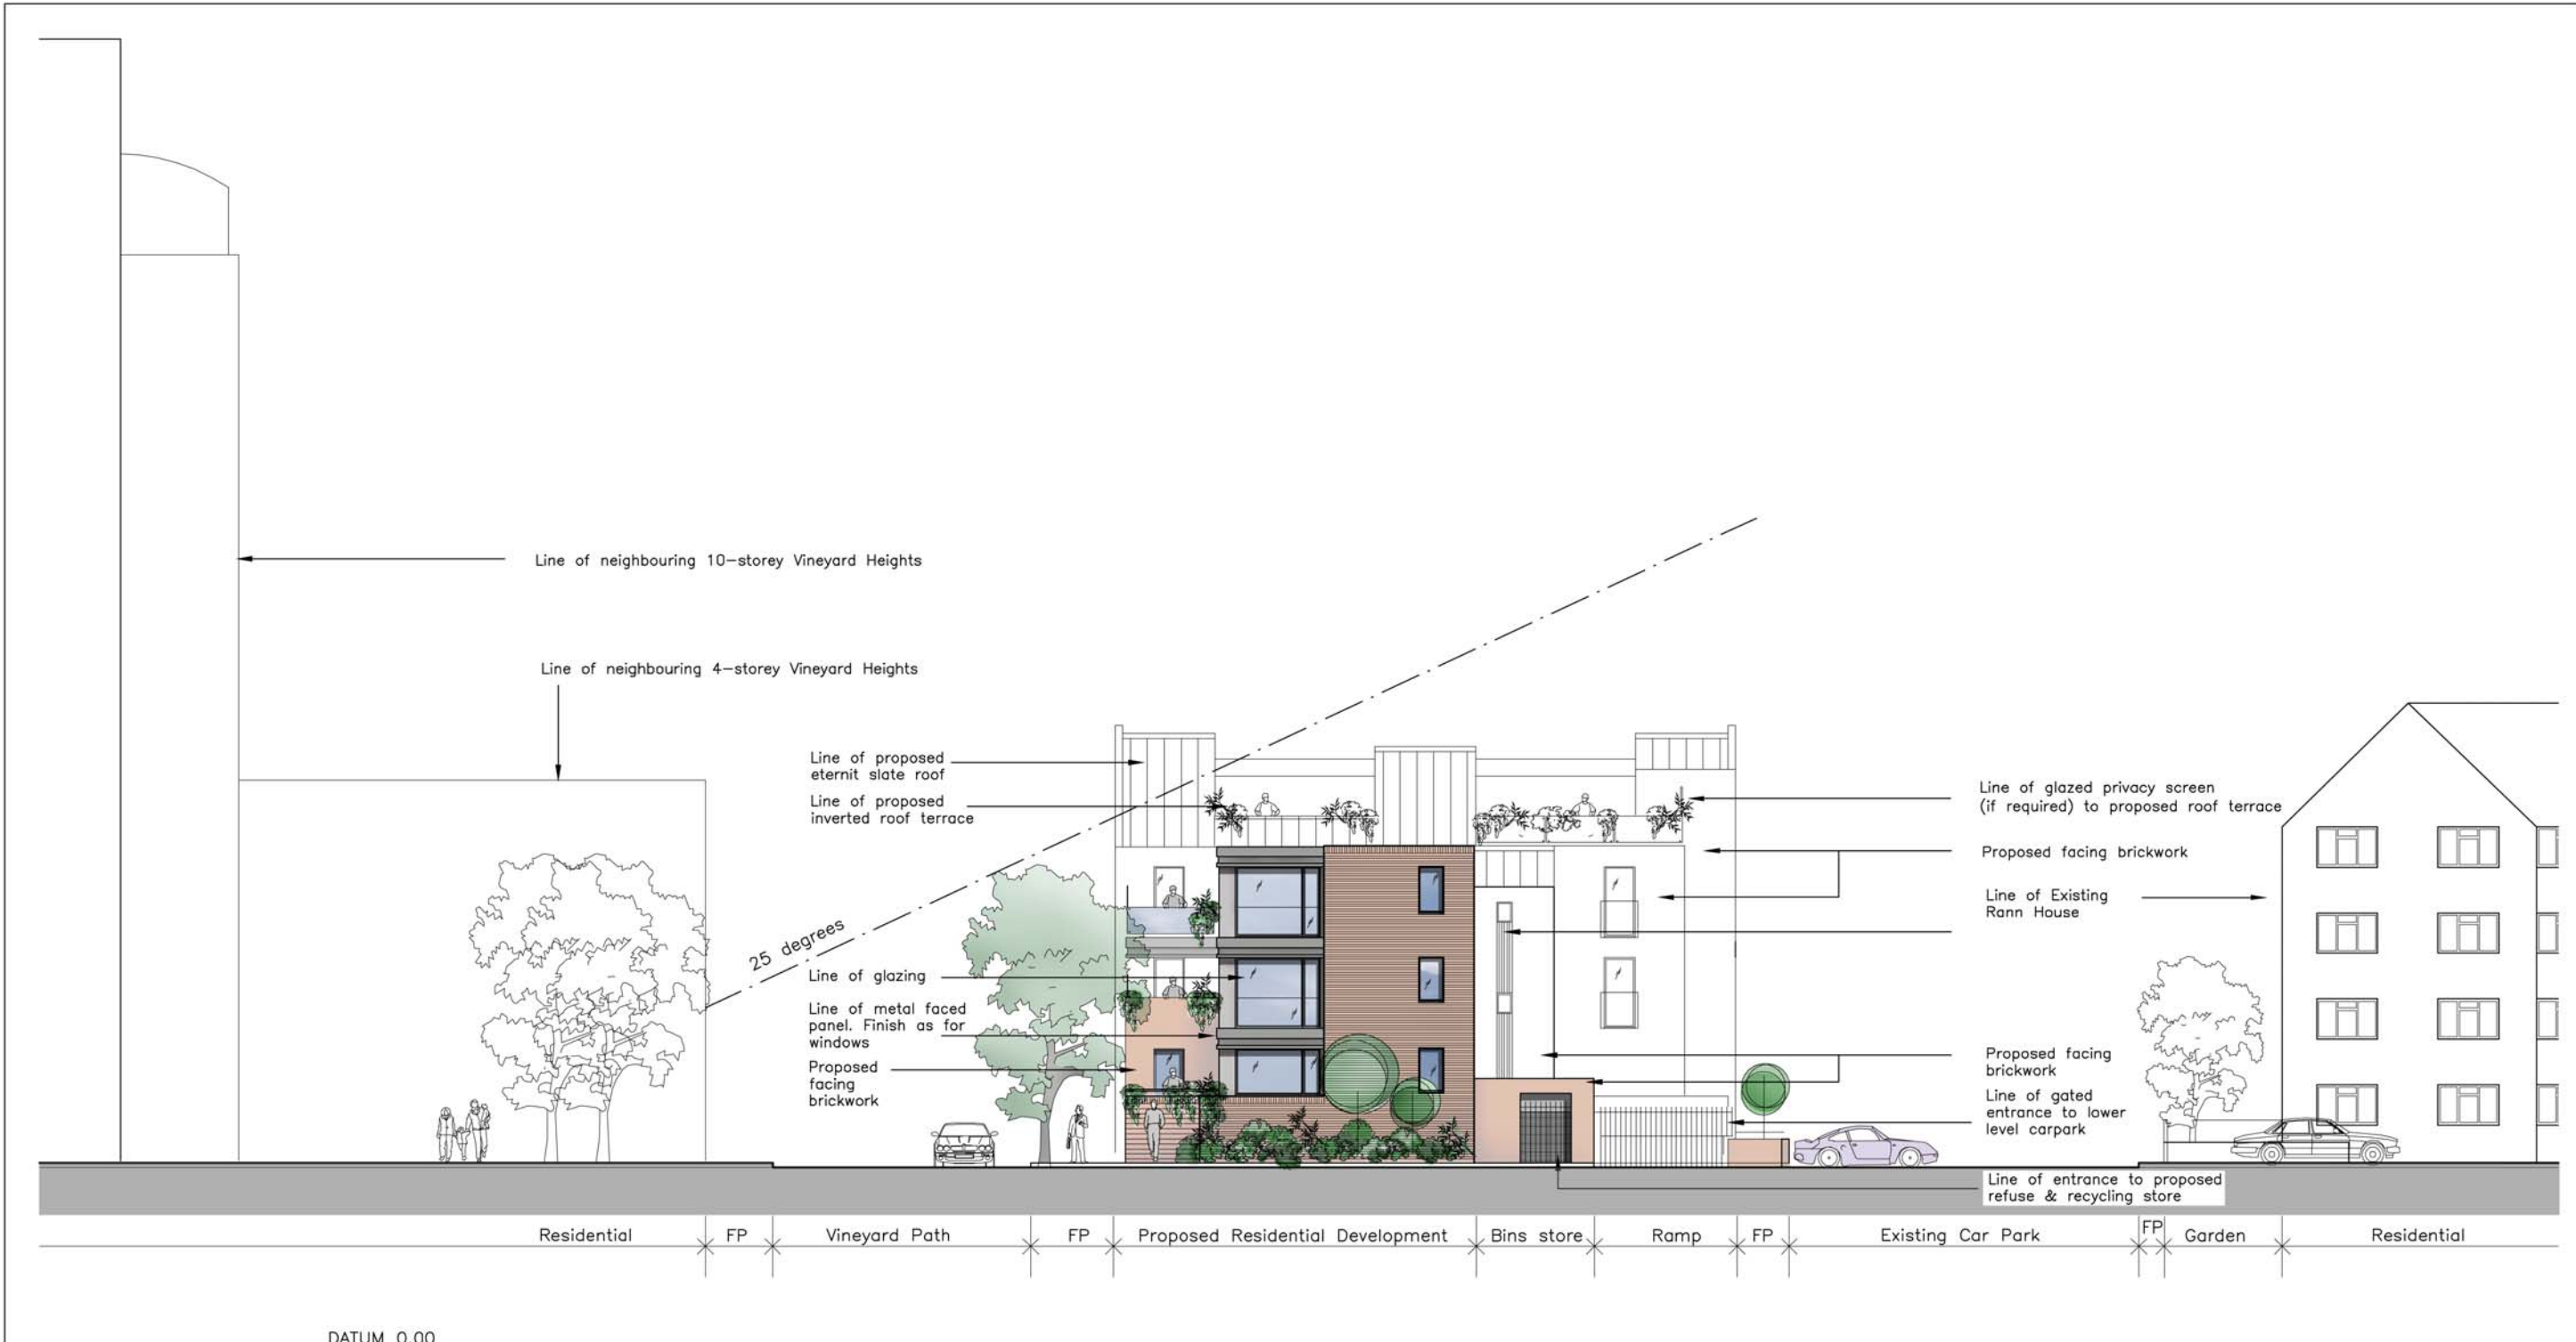 Line of neighbouring 10-storey Vineyard Heights
Line of neighbouring 4-storey Vineyard Heights
Line of proposed
eternit slate roof
Line of proposed
inverted roof terrace
25 degrees
Line of glazing
Line of metal faced
panel. Finish as for
windows
Proposed
facing
brickwork
Line of glazed privacy screen
(if required) to proposed roof terrace
Proposed facing brickwork
Line of Existing
Rann House
Proposed facing
brickwork
Line of gated
entrance to lower
level carpark
Line of entrance to proposed
refuse & recycling store
Residential
FP
Vineyard Path
FP
Proposed Residential Development
Bins store
Ramp
FP
Existing Car Park
FP
Garden
Residential
DATUM 0.00